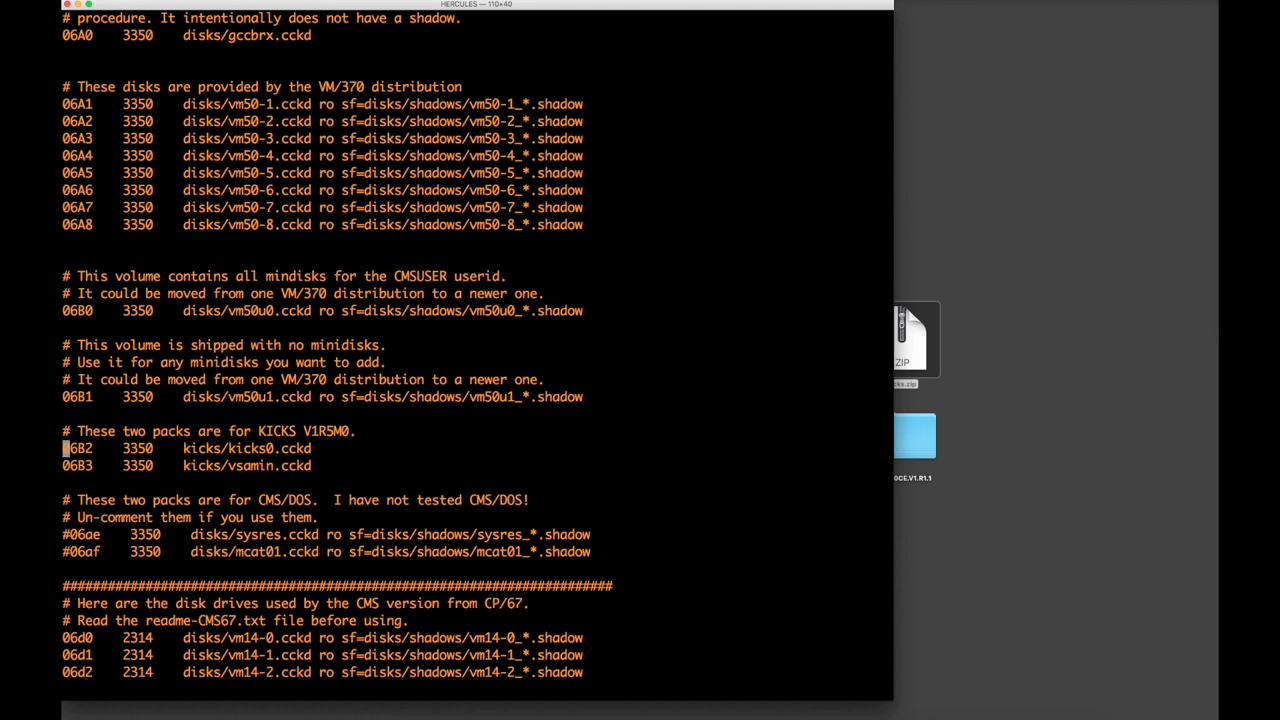 HERCULES — 110×40
# procedure. It intentionally does not have a shadow.
06A0    3350    disks/gccbrx.cckd
# These disks are provided by the VM/370 distribution
06A1    3350    disks/vm50-1.cckd ro sf=disks/shadows/vm50-1_*.shadow
06A2    3350    disks/vm50-2.cckd ro sf=disks/shadows/vm50-2_*.shadow
06A3    3350    disks/vm50-3.cckd ro sf=disks/shadows/vm50-3_*.shadow
06A4    3350    disks/vm50-4.cckd ro sf=disks/shadows/vm50-4_*.shadow
06A5    3350    disks/vm50-5.cckd ro sf=disks/shadows/vm50-5_*.shadow
06A6    3350    disks/vm50-6.cckd ro sf=disks/shadows/vm50-6_*.shadow
06A7    3350    disks/vm50-7.cckd ro sf=disks/shadows/vm50-7_*.shadow
06A8    3350    disks/vm50-8.cckd ro sf=disks/shadows/vm50-8_*.shadow
# This volume contains all mindisks for the CMSUSER userid.
# It could be moved from one VM/370 distribution to a newer one.
06B0    3350    disks/vm50u0.cckd ro sf=disks/shadows/vm50u0_*.shadow
# This volume is shipped with no minidisks.
# Use it for any minidisks you want to add.
# It could be moved from one VM/370 distribution to a newer one.
06B1    3350    disks/vm50u1.cckd ro sf=disks/shadows/vm50u1_*.shadow
# These two packs are for KICKS V1R5M0.
06B2    3350    kicks/kicks0.cckd
06B3    3350    kicks/vsamin.cckd
# These two packs are for CMS/DOS.  I have not tested CMS/DOS!
# Un-comment them if you use them.
#06ae    3350    disks/sysres.cckd ro sf=disks/shadows/sysres_*.shadow
#06af    3350    disks/mcat01.cckd ro sf=disks/shadows/mcat01_*.shadow
#########################################################################
# Here are the disk drives used by the CMS version from CP/67.
# Read the readme-CMS67.txt file before using.
06d0    2314    disks/vm14-0.cckd ro sf=disks/shadows/vm14-0_*.shadow
06d1    2314    disks/vm14-1.cckd ro sf=disks/shadows/vm14-1_*.shadow
06d2    2314    disks/vm14-2.cckd ro sf=disks/shadows/vm14-2_*.shadow
ZIP
cks.zip
OCE.V1.R1.1